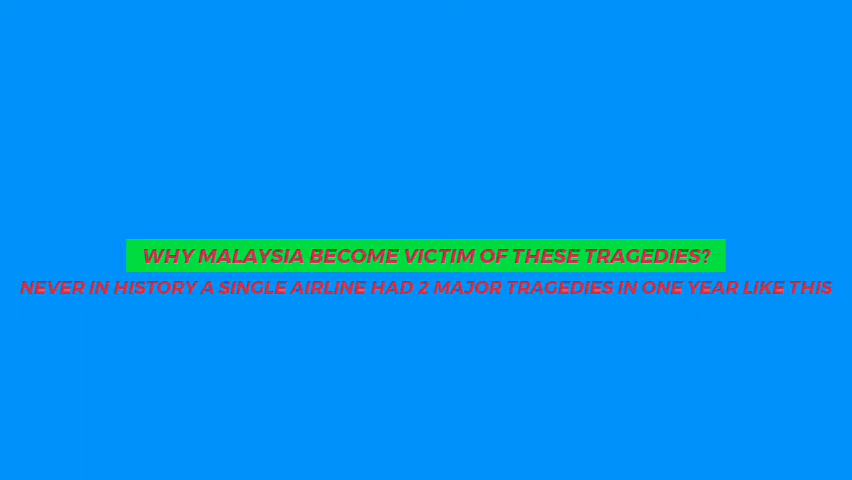 WHY MALAYSIA BECOME VICTIM OF THESE TRAGEDIES?
NEVER IN HISTORY A SINGLE AIRLINE HAD 2 MAJOR TRAGEDIES IN ONE YEAR LIKE THIS